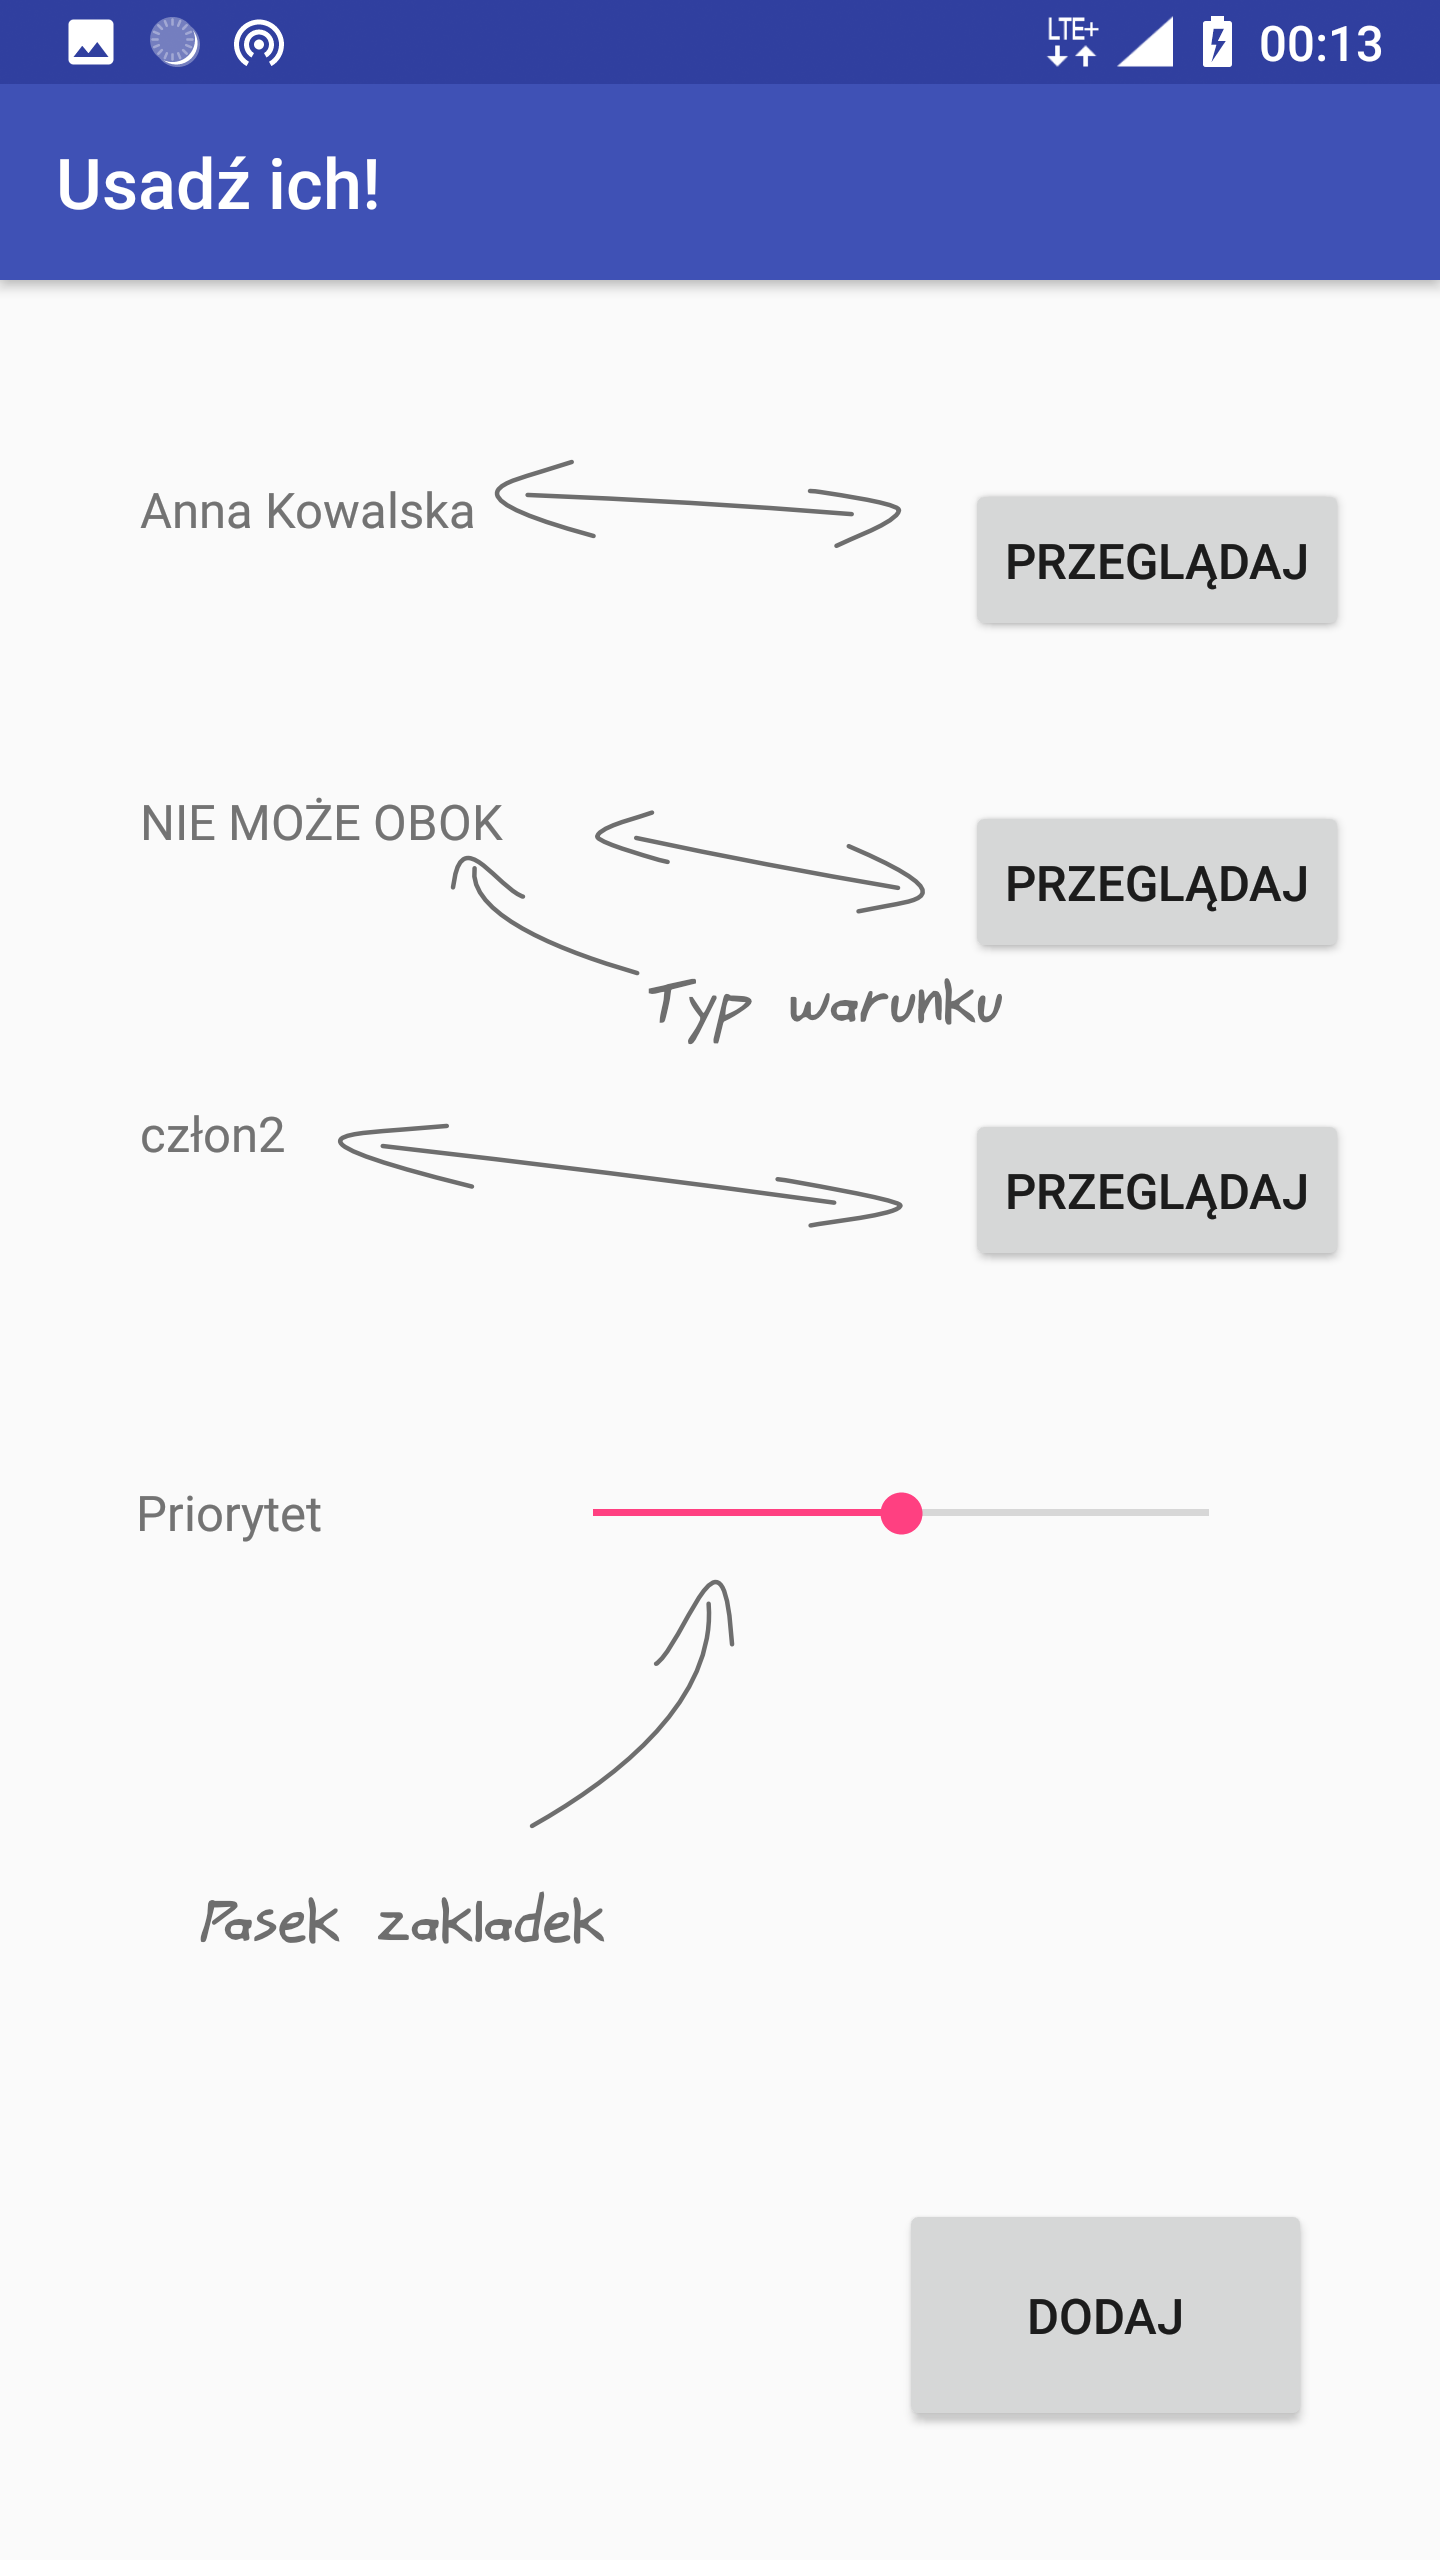 LTE+ 00:13
Usadź ich!
Anna Kowalska
PRZEGLĄDAJ
NIE MOŻE OBOK
PRZEGLĄDAJ
Typ warunku
człon2
PRZEGLĄDAJ
Priorytet
Pasek zakladek
DODAJ